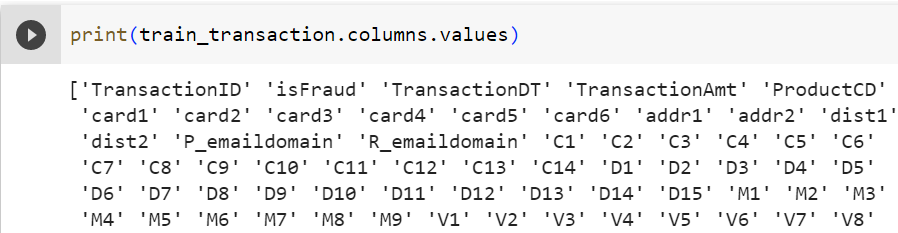 print(train_transaction.columns.values)
['TransactionID' 'isFraud' 'TransactionDT' 'TransactionAmt' 'ProductCD'
'card1' 'card2' 'card3' 'card4' 'card5' 'card6' 'addr1' 'addr2' 'dist1'
'dist2' 'P_emaildomain' 'R_emaildomain' 'C1' 'C2' 'C3' 'C4' 'C5' 'C6'
'C7' 'C8' 'C9' 'C10' 'C11' 'C12' 'C13' 'C14' 'D1' 'D2' 'D3' 'D4' 'D5'
'D6' 'D7' 'D8' 'D9' 'D10' 'D11' 'D12' 'D13' 'D14' 'D15' 'M1' 'M2' 'M3'
'M4' 'M5' 'M6' 'M7' 'M8' 'M9' 'V1' 'V2' 'V3' 'V4' 'V5' 'V6' 'V7' 'V8'